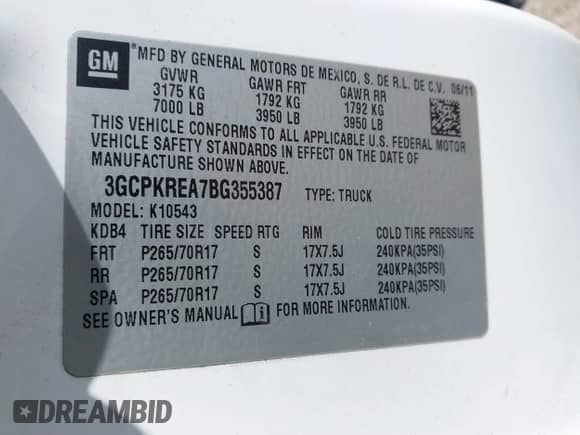 GM
®MFD BY GENERAL MOTORS DE MEXICO, S. DE R.L. DE C.V. 06/11
GVWR GAWR FRT GAWR RR
3175 KG 1792 KG 1792 KG
7000 LB 3950 LB 3950 LB
THIS VEHICLE CONFORMS TO ALL APPLICABLE U.S. FEDERAL MOTOR
VEHICLE SAFETY STANDARDS IN EFFECT ON THE DATE OF
MANUFACTURE SHOWN ABOVE.
3GCPKREA7BG355387 TYPE: TRUCK
MODEL: K10543
KDB4 TIRE SIZE SPEED RTG RIM COLD TIRE PRESSURE
FRT P265/70R17 S 17X7.5J 240KPA(35PSI)
RR P265/70R17 S 17X7.5J 240KPA(35PSI)
SPA P265/70R17 S 17X7.5J 240KPA(35PSI)
SEE OWNER'S MANUAL i FOR MORE INFORMATION.
DREAMBID